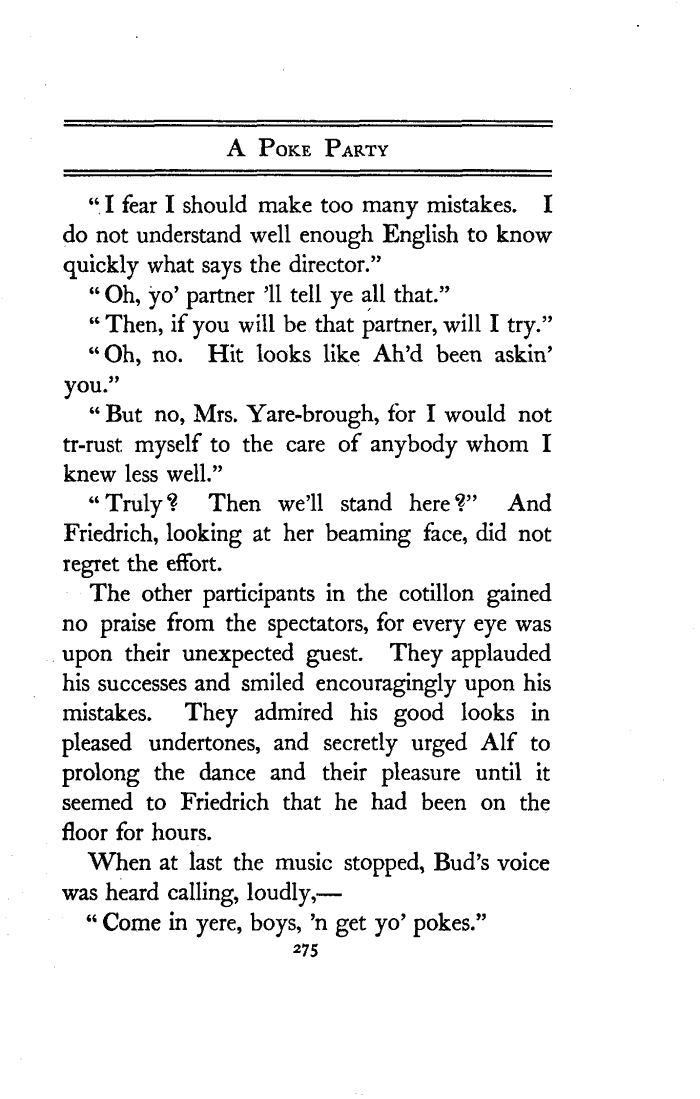 A Poke Party
“I fear I should make too many mistakes. I
do not understand well enough English to know
quickly what says the director.”
“Oh, yo’ partner ’ll tell ye all that.”
“Then, if you will be that partner, will I try.”
“Oh, no. Hit looks like Ah’d been askin’
you.”
“But no, Mrs. Yare-brough, for I would not
tr-rust myself to the care of anybody whom I
knew less well.”
“Truly? Then we’ll stand here?” And
Friedrich, looking at her beaming face, did not
regret the effort.
The other participants in the cotillon gained
no praise from the spectators, for every eye was
upon their unexpected guest. They applauded
his successes and smiled encouragingly upon his
mistakes. They admired his good looks in
pleased undertones, and secretly urged Alf to
prolong the dance and their pleasure until it
seemed to Friedrich that he had been on the
floor for hours.
When at last the music stopped, Bud’s voice
was heard calling, loudly,—
“Come in yere, boys, ’n get yo’ pokes.”
275